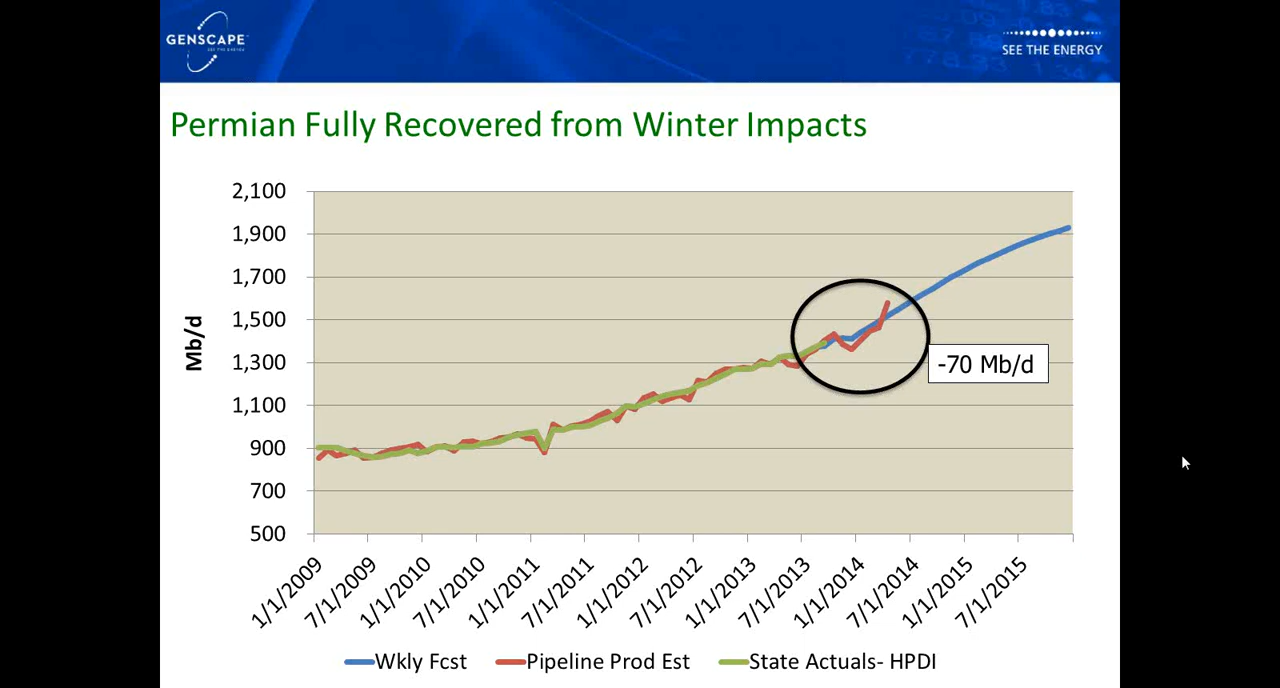 GENSCAPE
SEE THE ENERGY
SEE THE ENERGY
Permian Fully Recovered from Winter Impacts
2,100
1,900
1,700
1,500
1,300
1,100
900
700
500
Mb/d
-70 Mb/d
1/1/2009
7/1/2009
1/1/2010
7/1/2010
1/1/2011
7/1/2011
1/1/2012
7/1/2012
1/1/2013
7/1/2013
1/1/2014
7/1/2014
1/1/2015
7/1/2015
Wkly Fcst
Pipeline Prod Est
State Actuals- HPDI